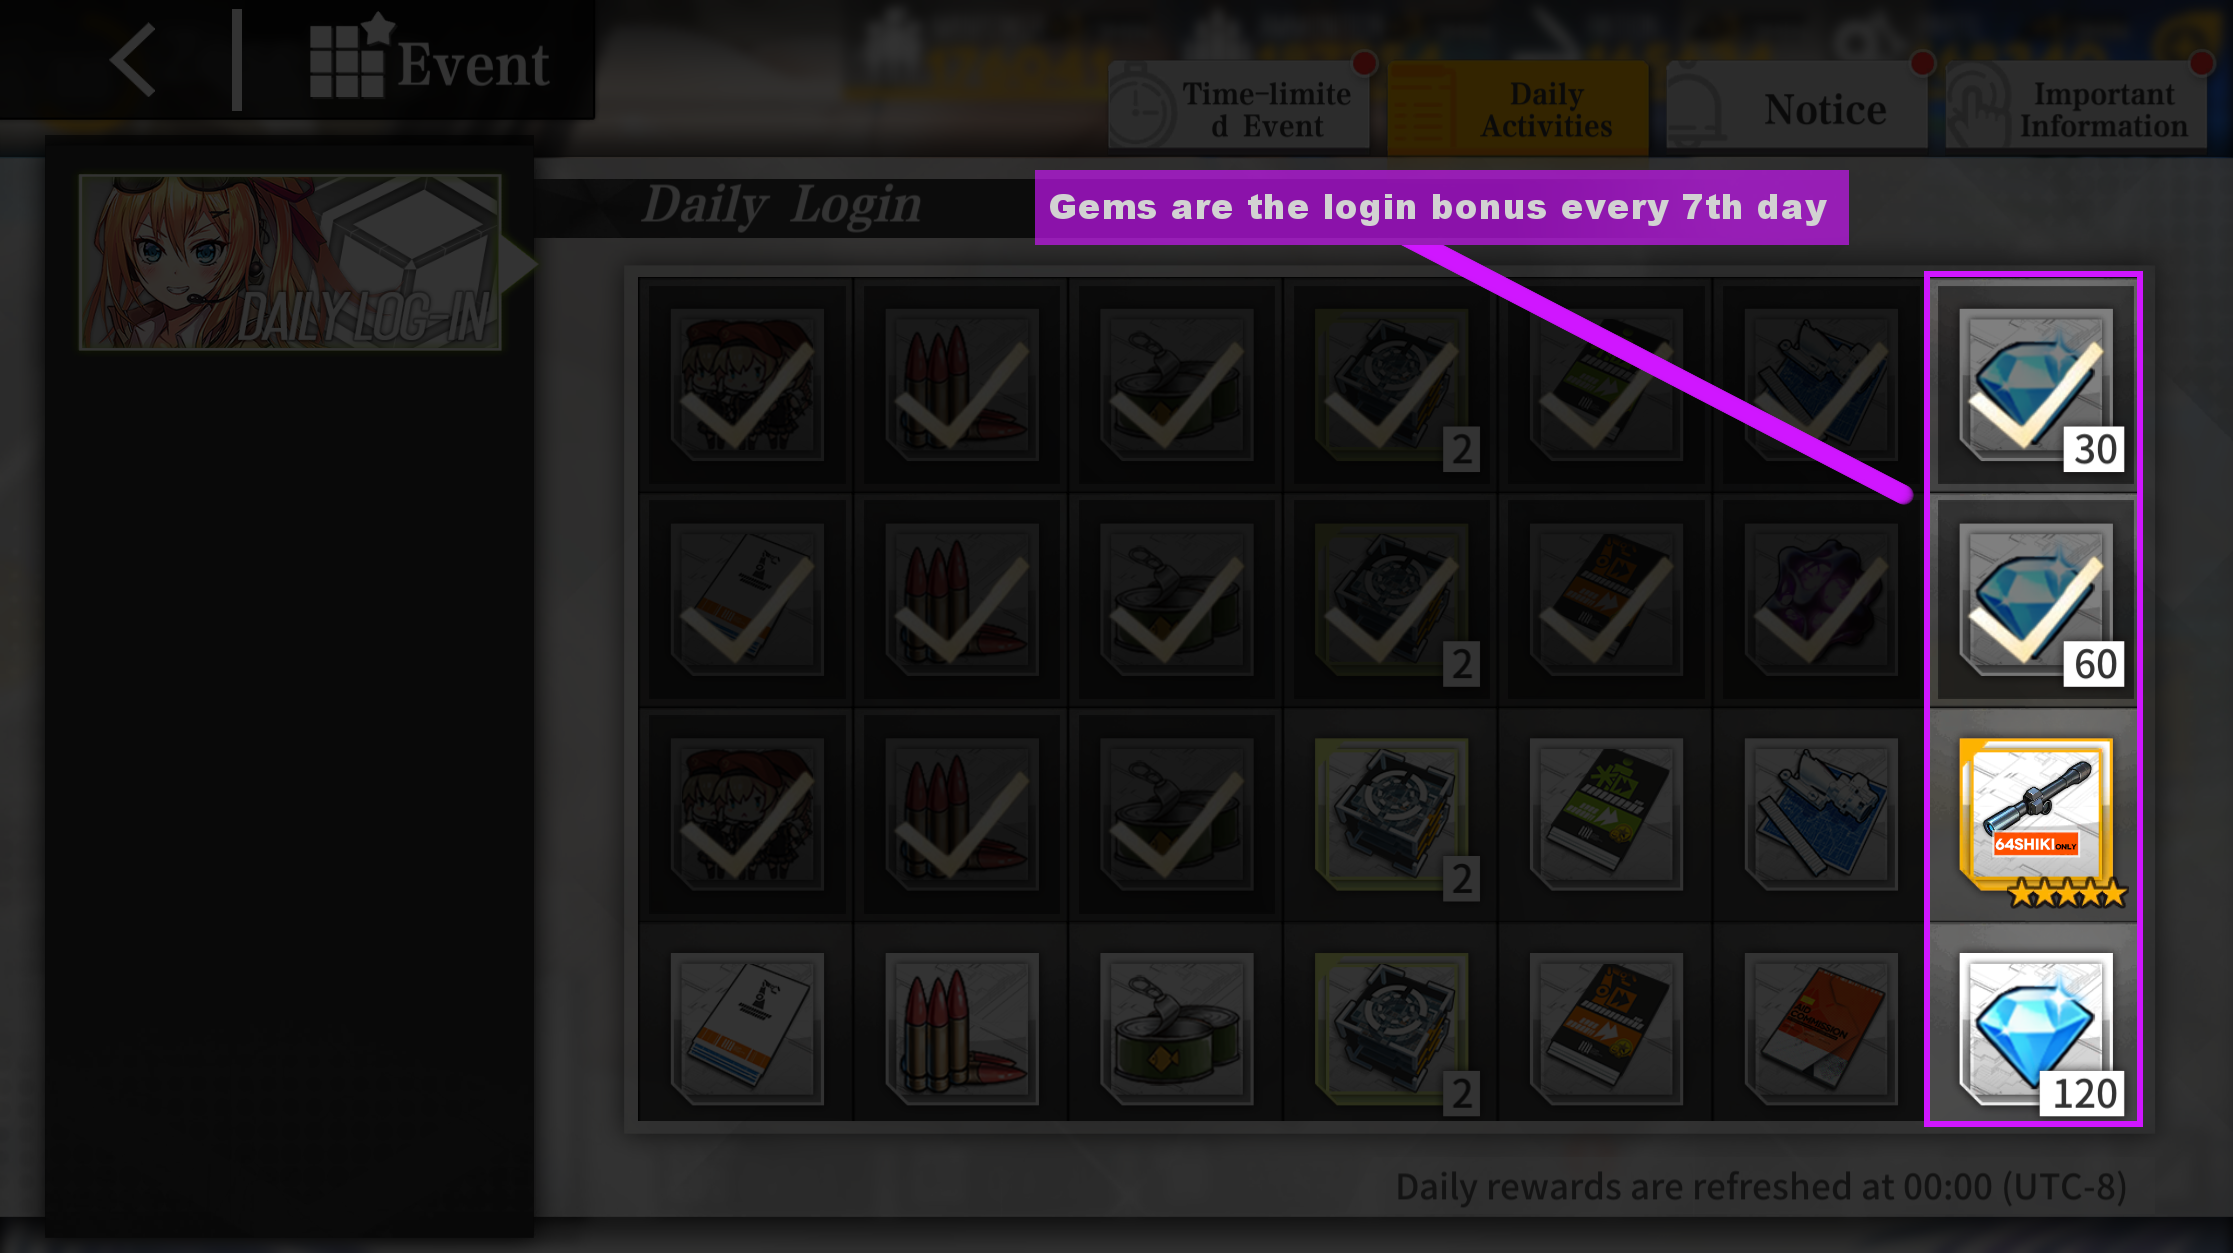 Event
Time-limite
d Event
Daily
Activities
Notice
Important
Information
DAILY LOG-IN
Daily Login
Gems are the login bonus every 7th day
2
30
2
60
2
64SHIKI ONLY
2
120
Daily rewards are refreshed at 00:00 (UTC-8)